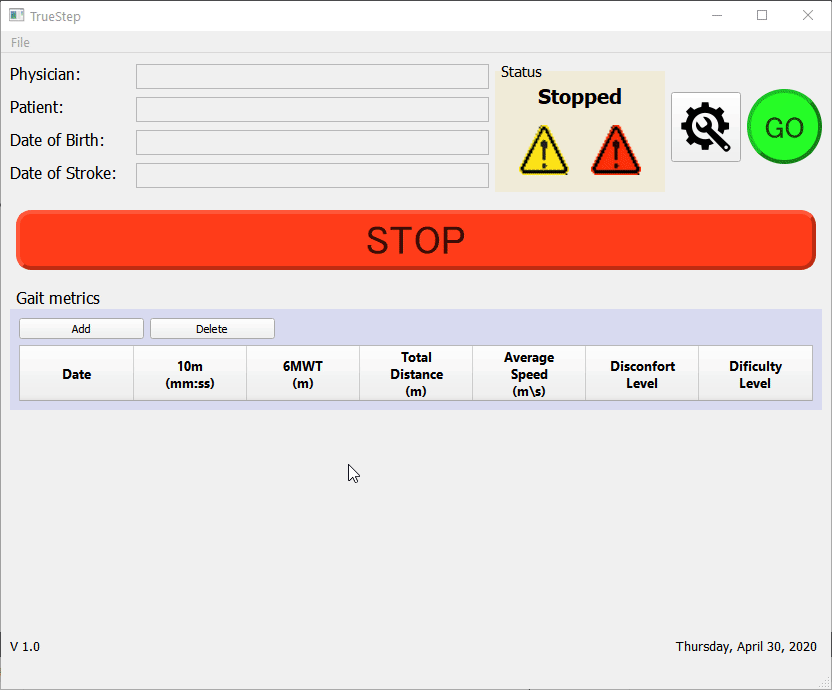 TrueStep
File
Physician:
Patient:
Date of Birth:
Date of Stroke:
Status
Stopped
GO
STOP
Gait metrics
Add Delete
Date
10m
(mm:ss)
6MWT
(m)
Total
Distance
(m)
Average
Speed
(m\s)
Disconfort
Level
Dificulty
Level
V 1.0
Thursday, April 30, 2020